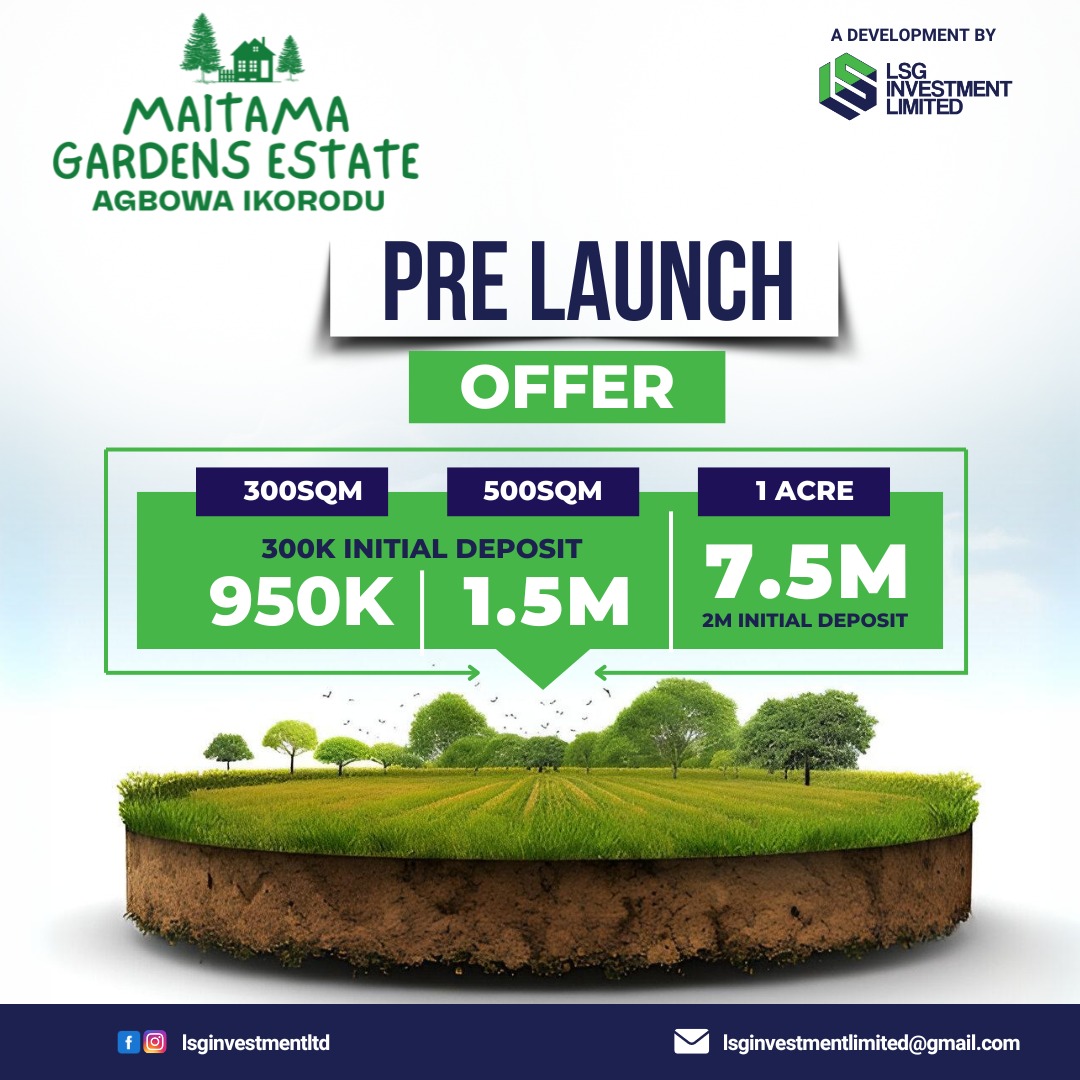 MAITAMA
GARDENS ESTATE
AGBOWA IKORODU
A DEVELOPMENT BY
LSG
INVESTMENT
LIMITED
PRE LAUNCH
OFFER
300SQM
500SQM
1 ACRE
300K INITIAL DEPOSIT
950K
1.5M
7.5M
2M INITIAL DEPOSIT
lsginvestmentltd
lsginvestmentlimited@gmail.com